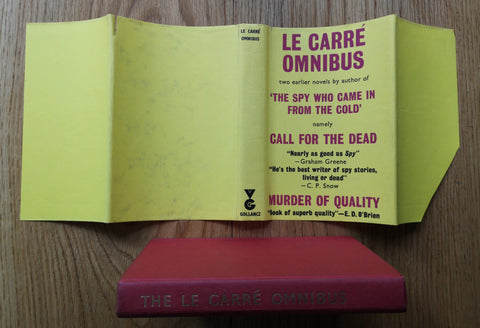 LE CARRÉ
OMNIBUS
GOLLANCZ
LE CARRÉ
OMNIBUS
two earlier novels by author of
'THE SPY WHO CAME IN
FROM THE COLD'
namely
CALL FOR THE DEAD
"Nearly as good as Spy"
—Graham Greene
"He's the best writer of spy stories,
living or dead"
—C. P. Snow
MURDER OF QUALITY
"Book of superb quality"—E. D. O'Brien
THE LE CARRÉ OMNIBUS